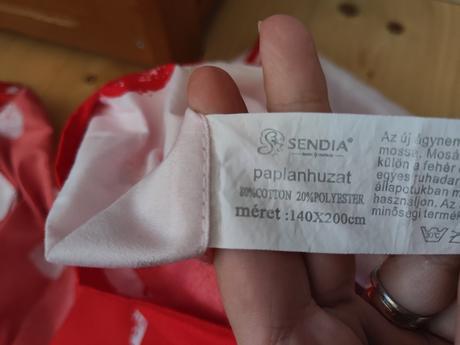 SENDIA
paplanhuzat
80%COTTON 20%POLYESTER
méret :140X200cm
Az új ágynem
mossa. Mosá
külön a fehér
egyes ruhadar
állapotukban m
használjon. Az
minőségi termék